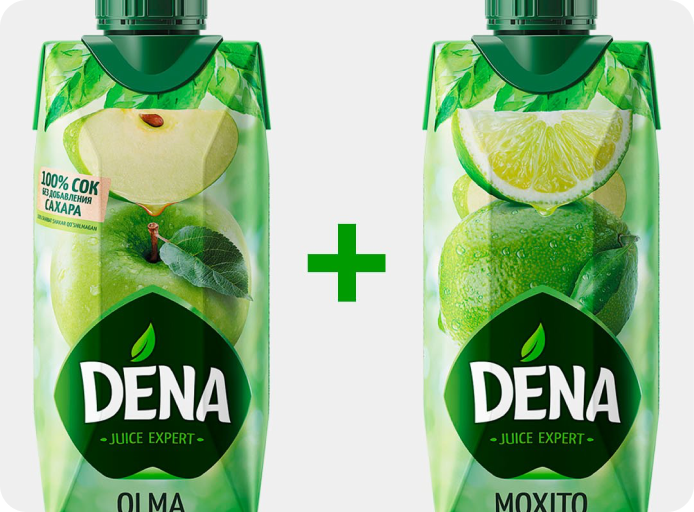 100% СОК
БЕЗ ДОБАВЛЕНИЯ
САХАРА
DENA
JUICE EXPERT
OLMA
+
DENA
JUICE EXPERT
MOXITO